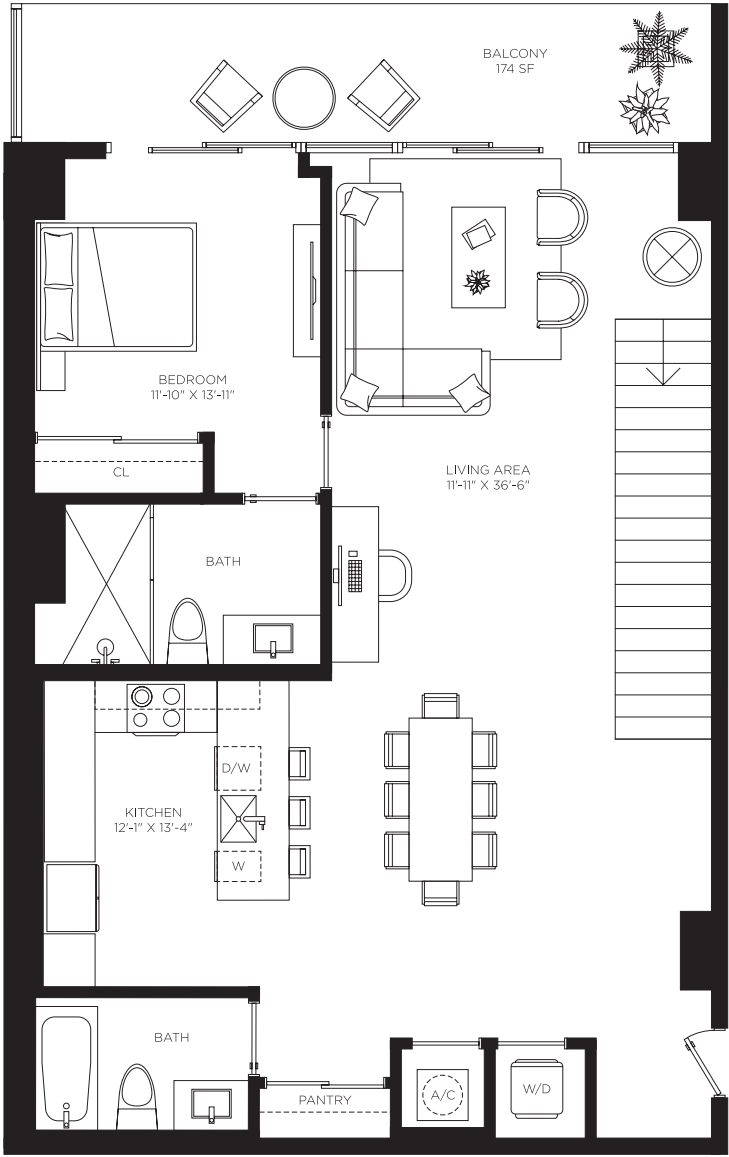 BALCONY
174 SF
BEDROOM
11'-10" X 13'-11"
CL
LIVING AREA
11'-11" X 36'-6"
BATH
D/W
KITCHEN
12'-1" X 13'-4"
W
BATH
PANTRY
A/C
W/D